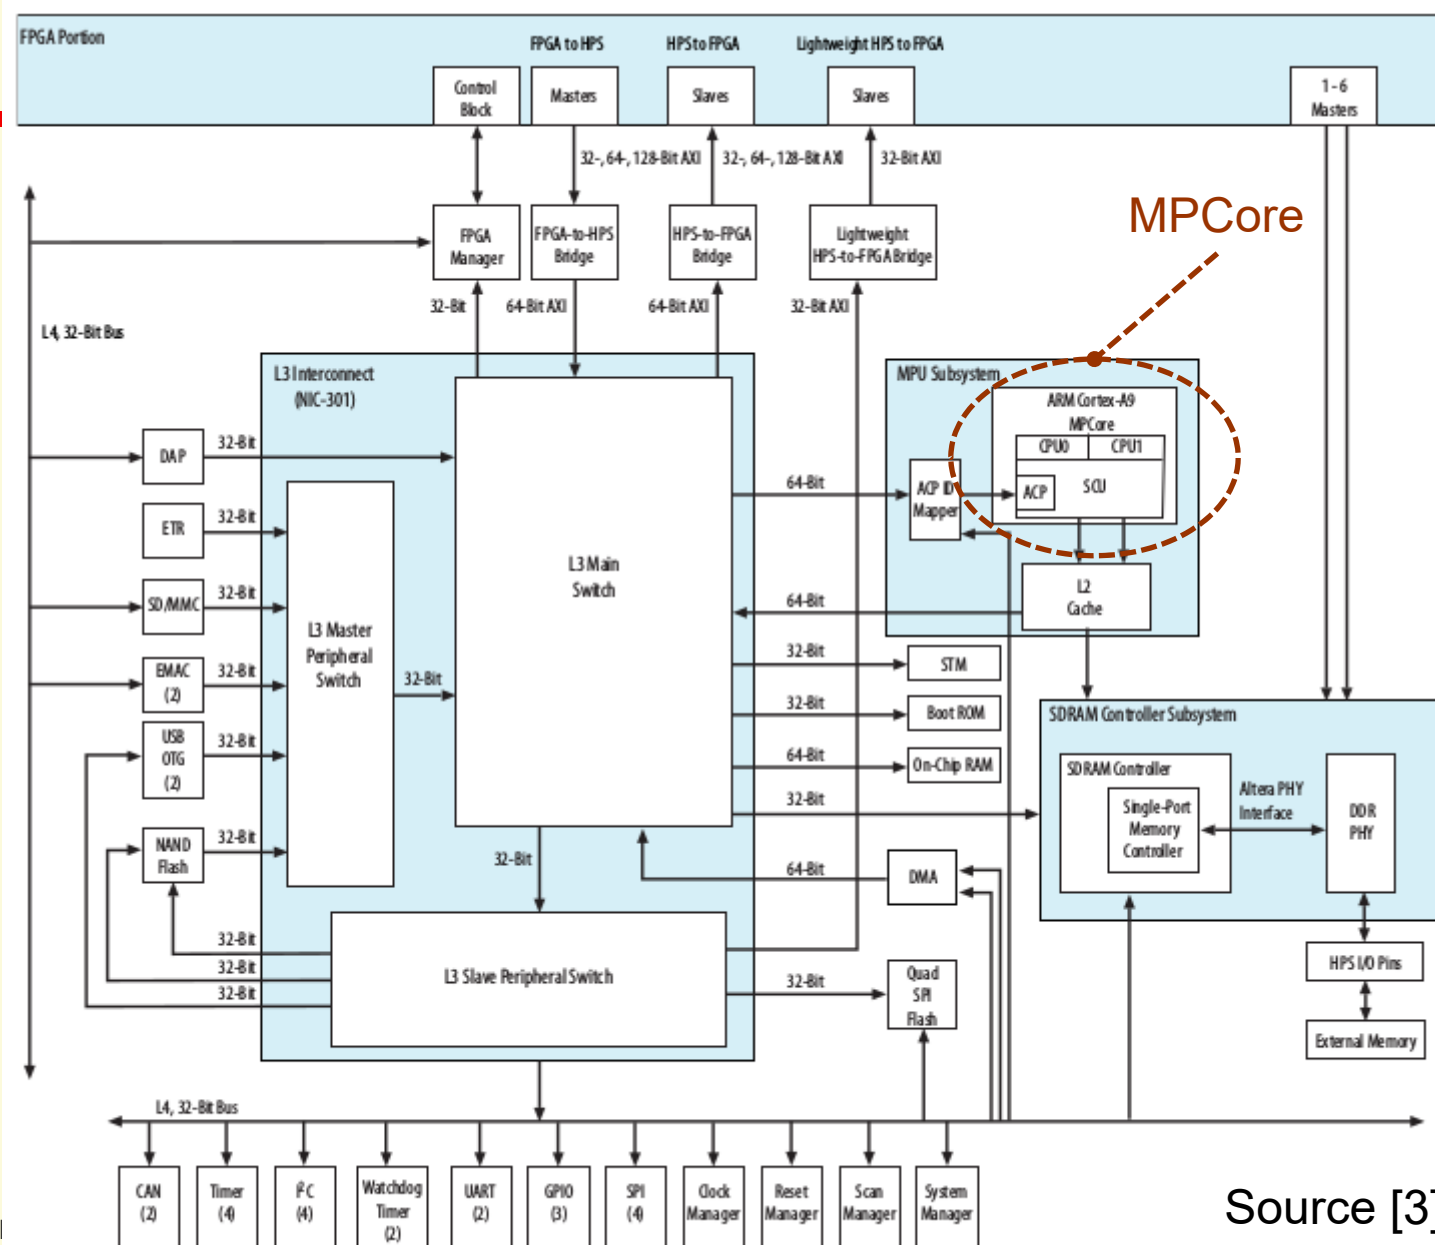 FPGA Portion
FPGA to HPS
HPS to FPGA
Lightweight HPS to FPGA
Control
Block
Masters
Slaves
Slaves
1 - 6
Masters
32-, 64-, 128-Bit AXI
32-, 64-, 128-Bit AXI
32-Bit AXI
MPCore
FPGA
Manager
FPGA-to-HPS
Bridge
HPS-to-FPGA
Bridge
Lightweight
HPS-to-FPGA Bridge
32-Bit
64-Bit AXI
64-Bit AXI
32-Bit AXI
L4, 32-Bit Bus
L3 Interconnect
(NIC-301)
MPU Subsystem
ARM Cortex-A9
MPCore
CPU0
CPU1
ACP
SCU
ACP ID
Mapper
DAP
32-Bit
ETR
32-Bit
SD/MMC
32-Bit
EMAC
(2)
32-Bit
USB
OTG
(2)
32-Bit
NAND
Flash
32-Bit
L3 Master
Peripheral
Switch
32-Bit
L3 Main
Switch
64-Bit
64-Bit
L2
Cache
32-Bit
STM
32-Bit
Boot ROM
64-Bit
On-Chip RAM
32-Bit
64-Bit
DMA
SDRAM Controller Subsystem
SDRAM Controller
Single-Port
Memory
Controller
Altera PHY
Interface
DDR
PHY
HPS I/O Pins
External Memory
32-Bit
32-Bit
32-Bit
32-Bit
L3 Slave Peripheral Switch
32-Bit
Quad
SPI
Flash
L4, 32-Bit Bus
CAN
(2)
Timer
(4)
I²C
(4)
Watchdog
Timer
(2)
UART
(2)
GPIO
(3)
SPI
(4)
Clock
Manager
Reset
Manager
Scan
Manager
System
Manager
Source [3]